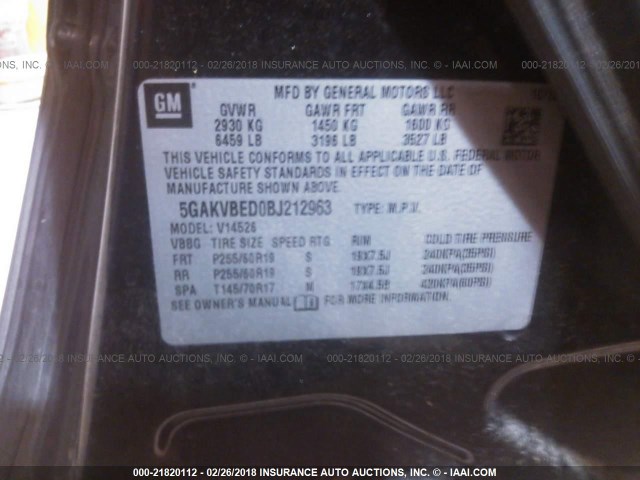 000-21820112 - 02/26/2018 INSURANCE AUTO AUCTIONS, INC. - © - IAAI.COM
GM
MFD BY GENERAL MOTORS LLC
GVWR GAWR FRT GAWR RR
2930 KG 1450 KG 1600 KG
6459 LB 3196 LB 3527 LB
THIS VEHICLE CONFORMS TO ALL APPLICABLE U.S. FEDERAL MOTOR
VEHICLE SAFETY STANDARDS IN EFFECT ON THE DATE OF
MANUFACTURE SHOWN ABOVE.
5GAKVBED0BJ212963 TYPE: M.P.V.
MODEL: V14526
VBBG TIRE SIZE SPEED RTG RIM COLD TIRE PRESSURE
FRT P255/60R19 S 19X7.5J 240KPA(35PSI)
RR P255/60R19 S 19X7.5J 240KPA(35PSI)
SPA T145/70R17 M 17X4.5B 420KPA(60PSI)
SEE OWNER'S MANUAL FOR MORE INFORMATION.
000-21820112 - 02/26/2018 INSURANCE AUTO AUCTIONS, INC. - © - IAAI.COM
000-21820112 - 02/26/2018 INSURANCE AUTO AUCTIONS, INC. - © - IAAI.COM